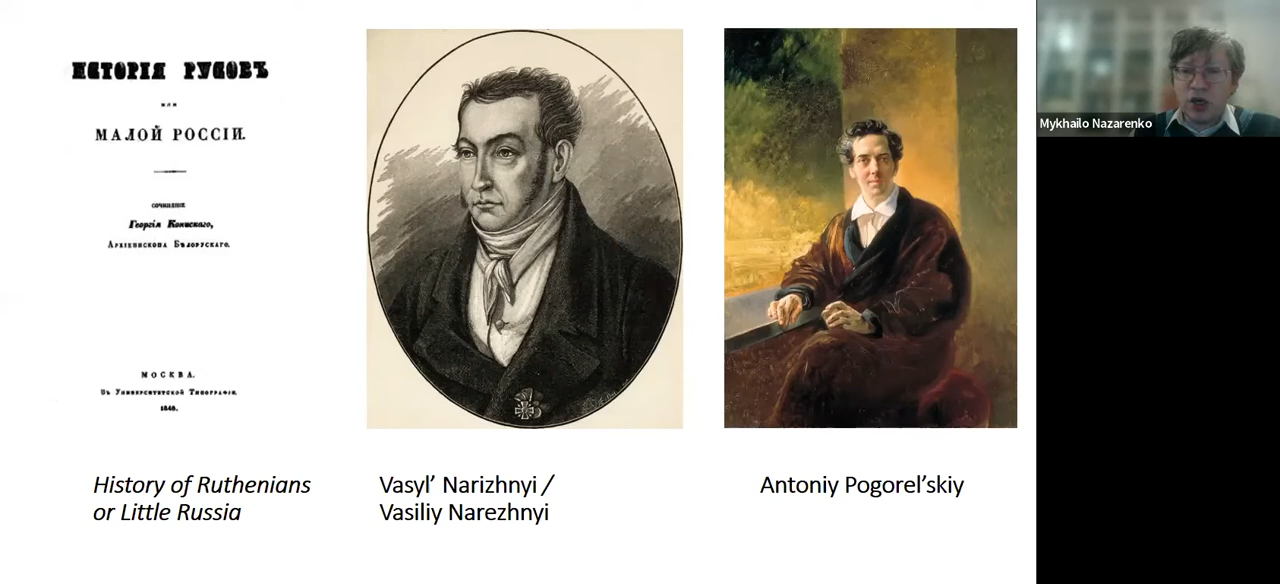 ИСТОРІЯ РУСОВЪ
или
МАЛОЙ РОССІИ.
СОЧИНЕНІЕ
Георгія Конискаго,
Архіепископа Бѣлорускаго.
МОСКВА.
Въ Университетской Типографіи.
1846.
History of Ruthenians
or Little Russia
Vasyl’ Narizhnyi /
Vasiliy Narezhnyi
Antoniy Pogorel’skiy
Mykhailo Nazarenko